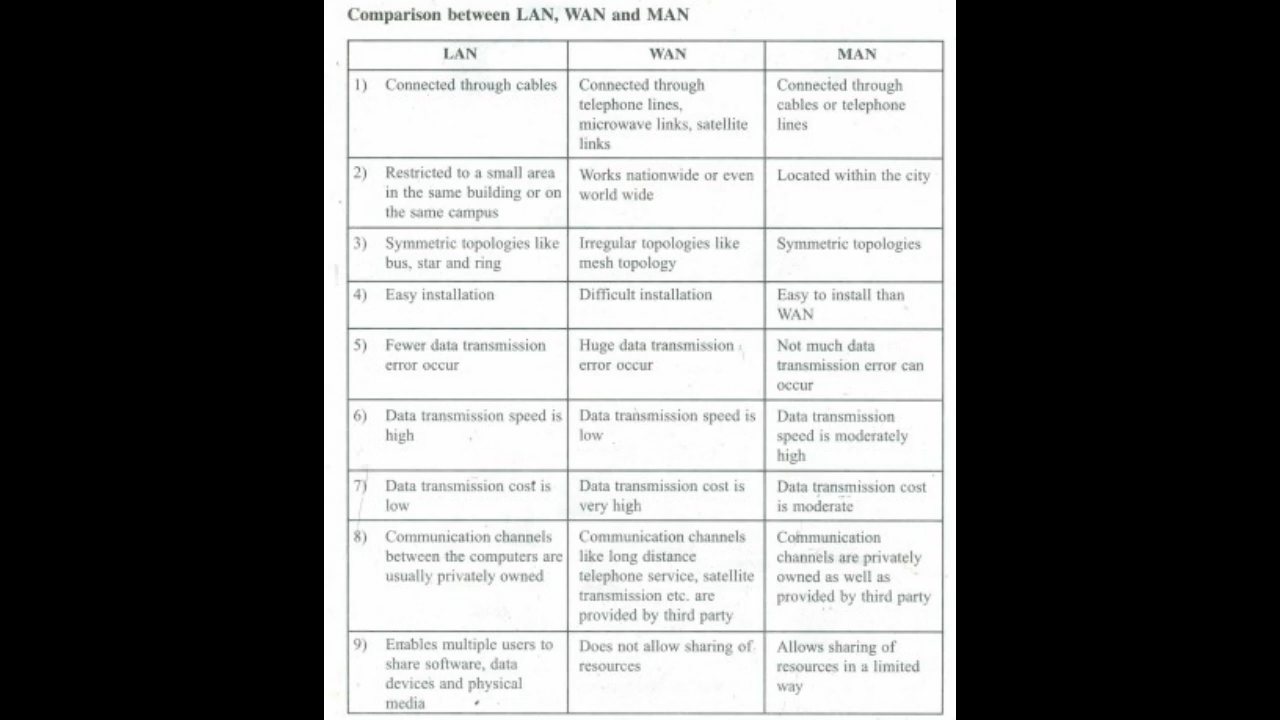 Comparison between LAN, WAN and MAN
LAN
WAN
MAN
1) Connected through cables
Connected through
telephone lines,
microwave links, satellite
links
Connected through
cables or telephone
lines
2) Restricted to a small area
in the same building or on
the same campus
Works nationwide or even
world wide
Located within the city
3) Symmetric topologies like
bus, star and ring
Irregular topologies like
mesh topology
Symmetric topologies
4) Easy installation
Difficult installation
Easy to install than
WAN
5) Fewer data transmission
error occur
Huge data transmission
error occur
Not much data
transmission error can
occur
6) Data transmission speed is
high
Data transmission speed is
low
Data transmission
speed is moderately
high
7) Data transmission cost is
low
Data transmission cost is
very high
Data transmission cost
is moderate
8) Communication channels
between the computers are
usually privately owned
Communication channels
like long distance
telephone service, satellite
transmission etc. are
provided by third party
Communication
channels are privately
owned as well as
provided by third party
9) Enables multiple users to
share software, data
devices and physical
media
Does not allow sharing of
resources
Allows sharing of
resources in a limited
way